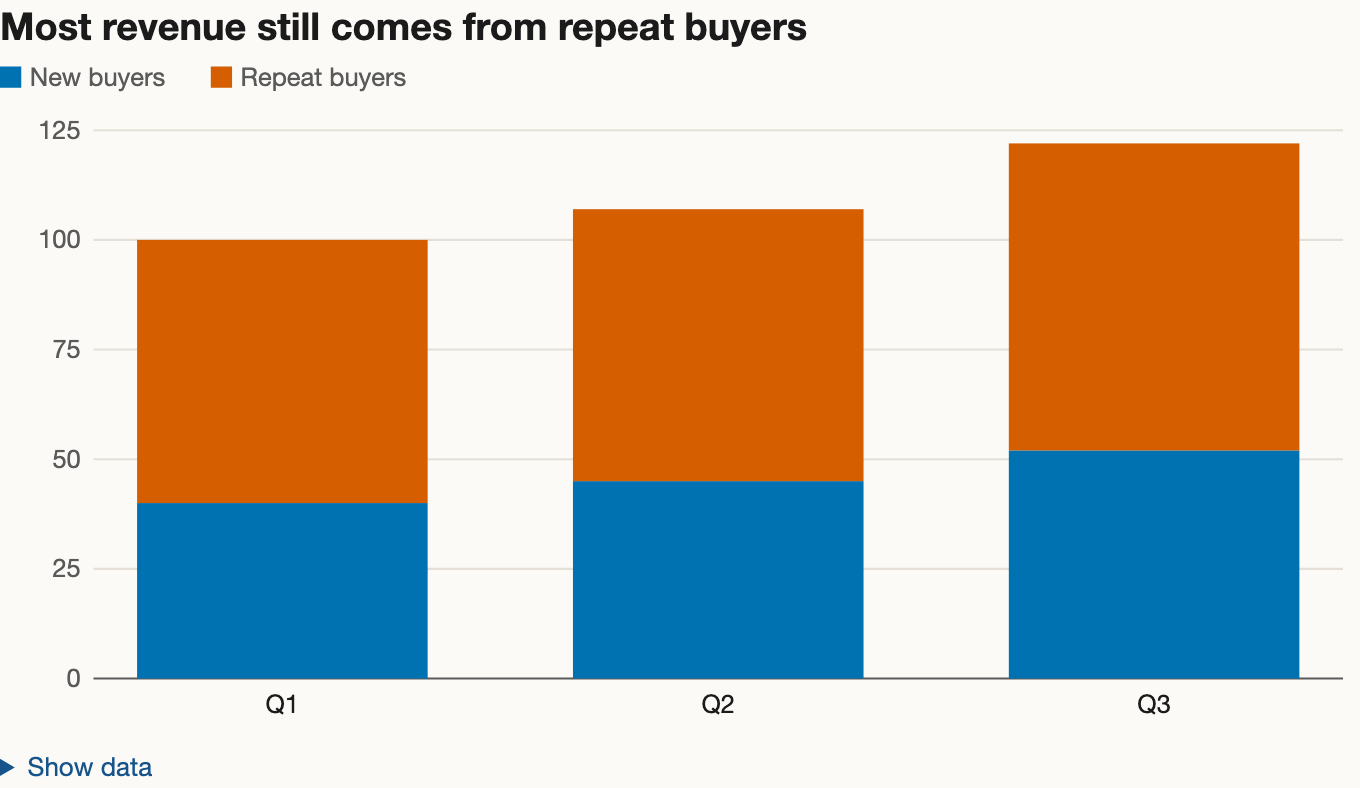 Most revenue still comes from repeat buyers
New buyers Repeat buyers
125
100
75
50
25
0
Q1 Q2 Q3
Show data